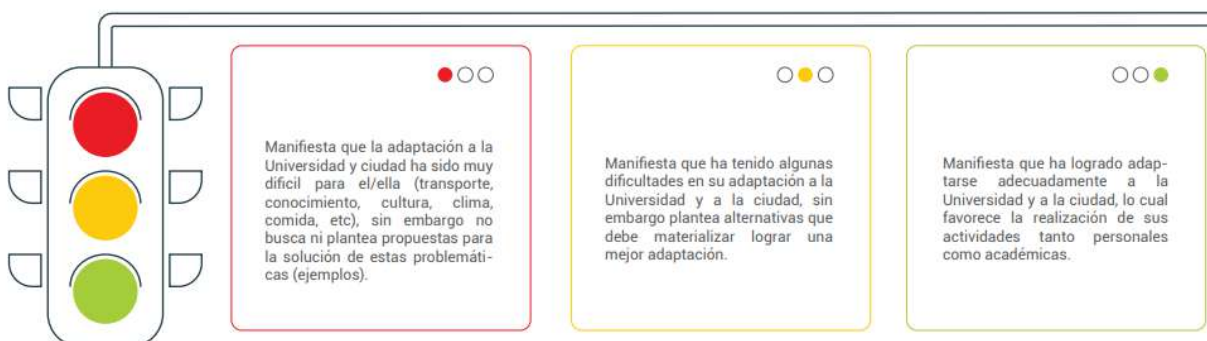 Manifiesta que la adaptación a la
Universidad y ciudad ha sido muy
dificil para el/ella (transporte,
conocimiento, cultura, clima,
comida, etc), sin embargo no
busca ni plantea propuestas para
la solución de estas problemáti-
cas (ejemplos).
Manifiesta que ha tenido algunas
dificultades en su adaptación a la
Universidad y a la ciudad, sin
embargo plantea alternativas que
debe materializar lograr una
mejor adaptación.
Manifiesta que ha logrado adap-
tarse adecuadamente a la
Universidad y a la ciudad, lo cual
favorece la realización de sus
actividades tanto personales
como académicas.